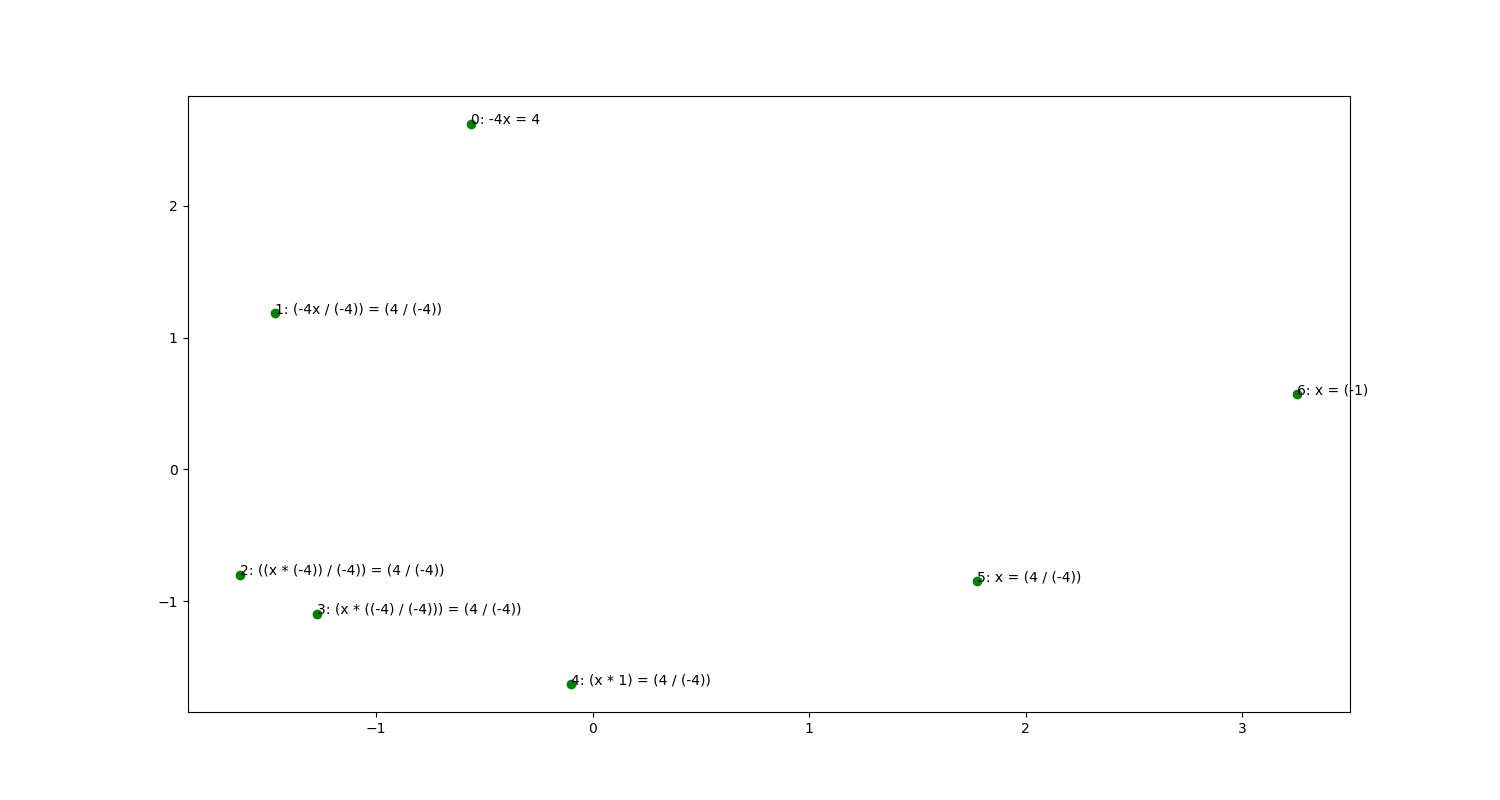 0: -4x = 4
2
1: (-4x / (-4)) = (4 / (-4))
1
6: x = (-1)
0
2: ((x * (-4)) / (-4)) = (4 / (-4))
5: x = (4 / (-4))
−1
3: (x * ((-4) / (-4))) = (4 / (-4))
4: (x * 1) = (4 / (-4))
−1 0 1 2 3